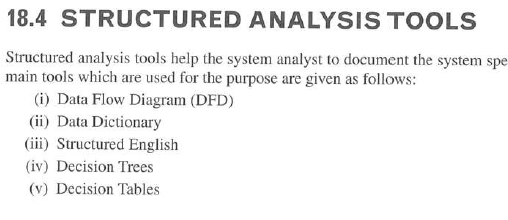 18.4 STRUCTURED ANALYSIS TOOLS
Structured analysis tools help the system analyst to document the system spe
main tools which are used for the purpose are given as follows:
(i) Data Flow Diagram (DFD)
(ii) Data Dictionary
(iii) Structured English
(iv) Decision Trees
(v) Decision Tables